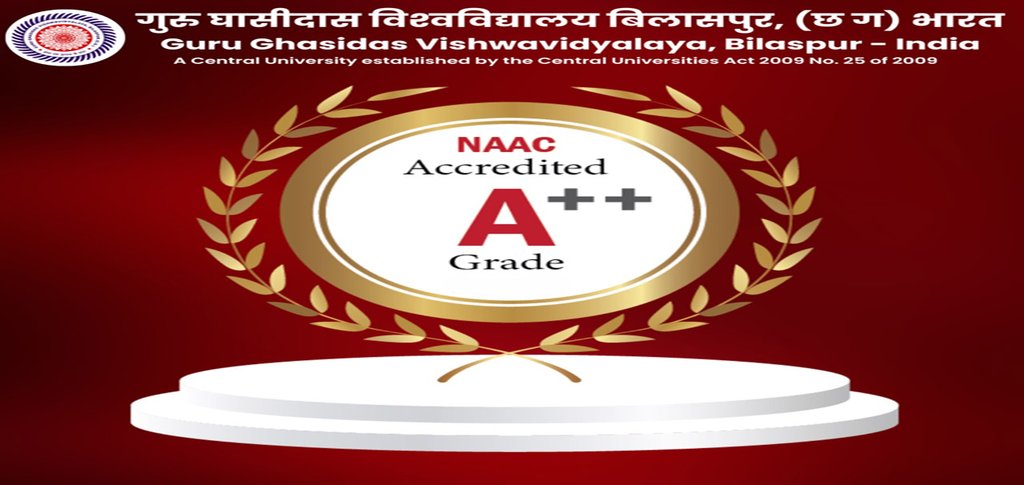 गुरु घासीदास विश्वविद्यालय बिलासपुर, (छ ग) भारत
Guru Ghasidas Vishwavidyalaya, Bilaspur - India
A Central University established by the Central Universities Act 2009 No. 25 of 2009
NAAC
Accredited
A++
Grade